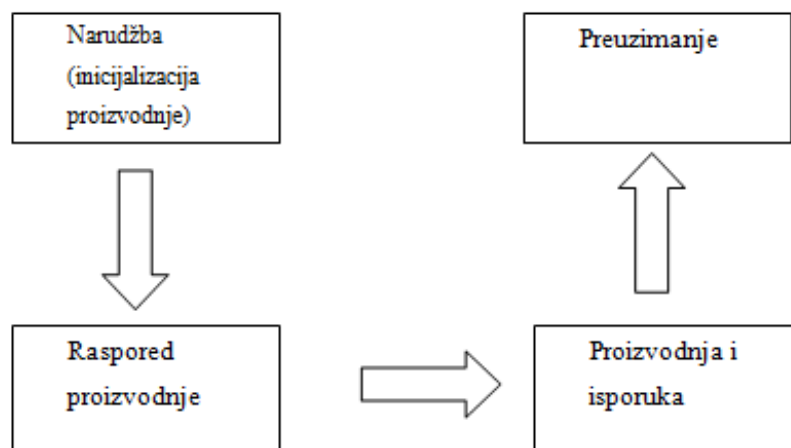 Narudžba
(inicijalizacija
proizvodnje)
Raspored
proizvodnje
Proizvodnja i
isporuka
Preuzimanje